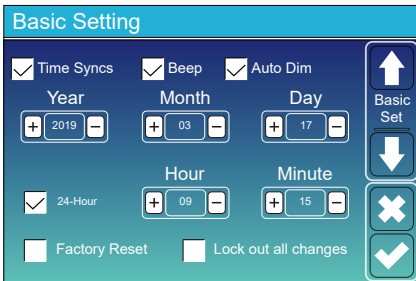 Basic Setting
Time Syncs Beep Auto Dim
Year Month Day
+ 2019 − + 03 − + 17 −
Basic
Set
Hour Minute
24-Hour + 09 − + 15 −
Factory Reset Lock out all changes